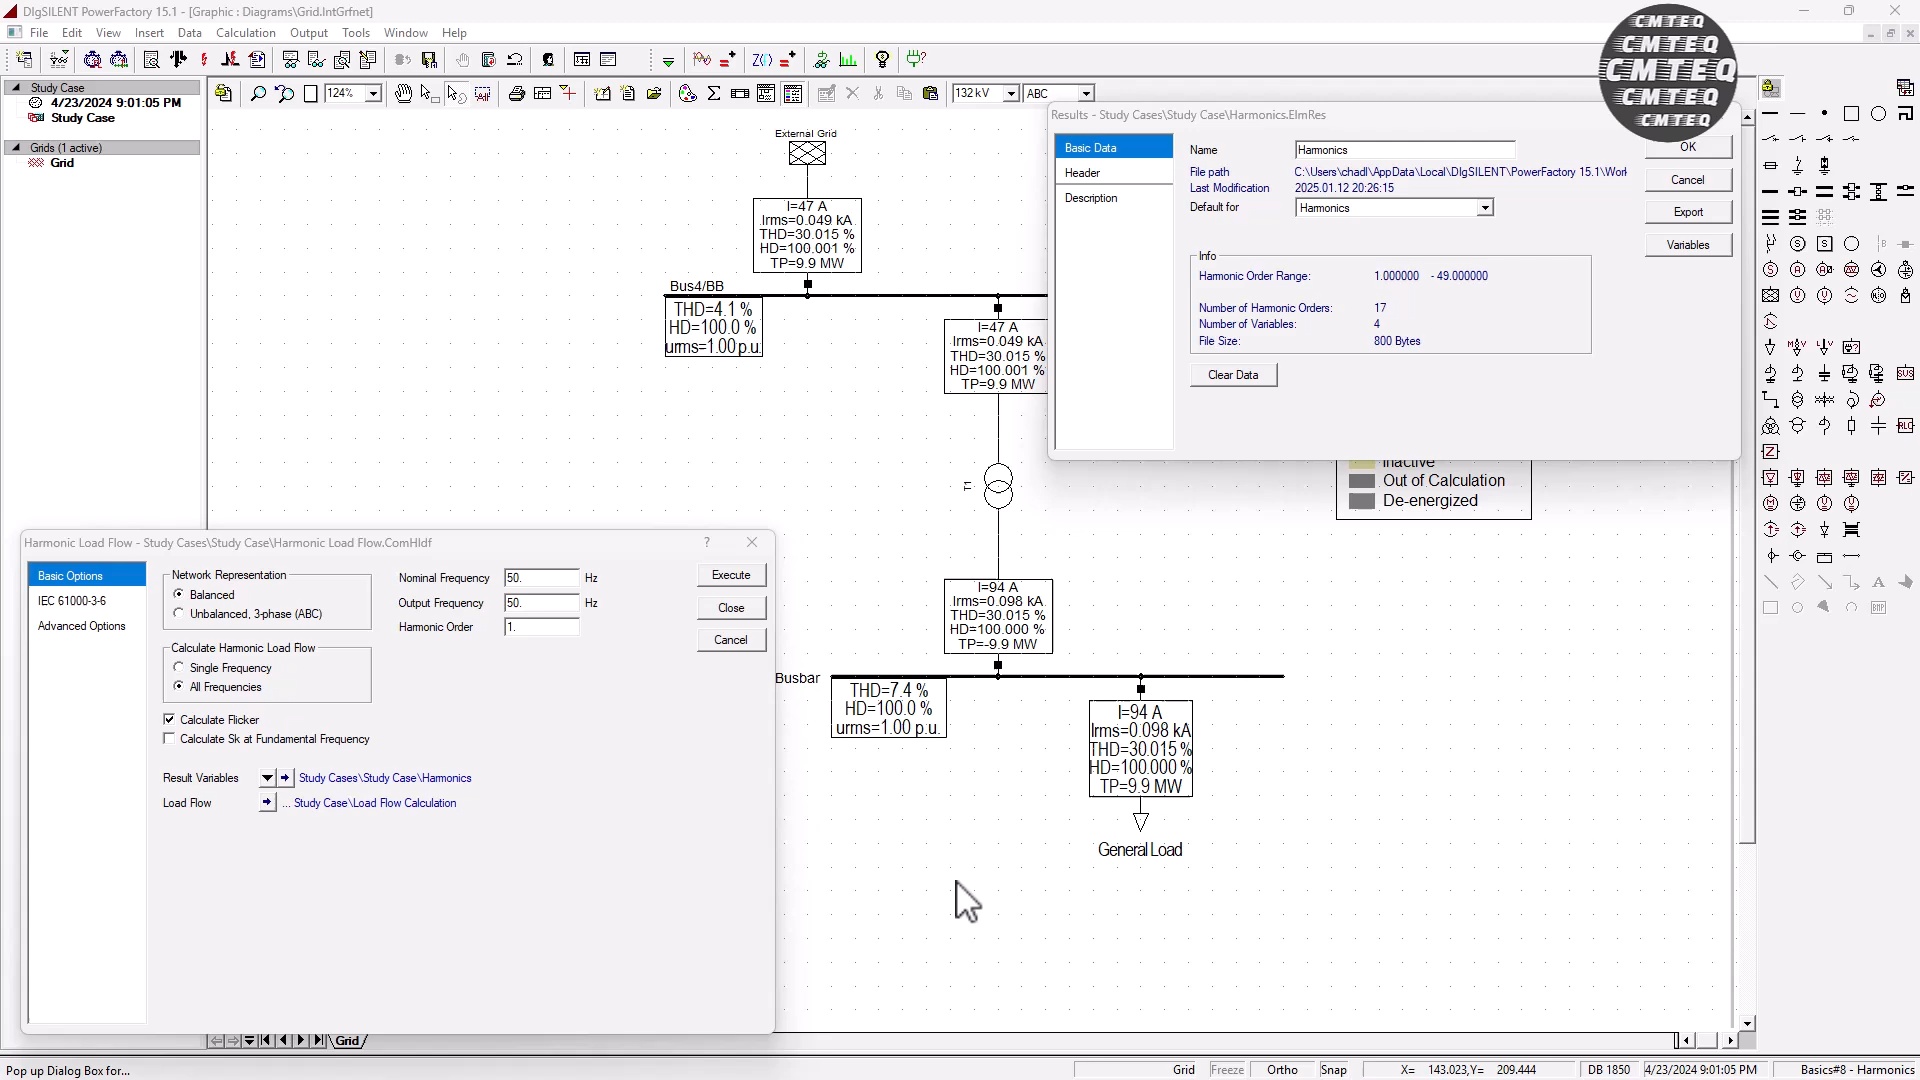 DIgSILENT PowerFactory 15.1 - [Graphic : Diagrams\Grid.IntGrfnet]
File Edit View Insert Data Calculation Output Tools Window Help
CMTEQ
CMTEQ
CMTEQ
CMTEQ
CMTEQ
124%
132 kV
ABC
Study Case
4/23/2024 9:01:05 PM
Study Case
Grids (1 active)
Grid
External Grid
I=47 A
Irms=0.049 kA
THD=30.015 %
HD=100.001 %
TP=9.9 MW
Bus4/BB
THD=4.1 %
HD=100.0 %
urms=1.00 p.u.
I=47 A
Irms=0.049 kA
THD=30.015 %
HD=100.001 %
TP=9.9 MW
T1
I=94 A
Irms=0.098 kA
THD=30.015 %
HD=100.000 %
TP=-9.9 MW
Busbar
THD=7.4 %
HD=100.0 %
urms=1.00 p.u.
I=94 A
Irms=0.098 kA
THD=30.015 %
HD=100.000 %
TP=9.9 MW
General Load
Results - Study Cases\Study Case\Harmonics.ElmRes
Basic Data
Header
Description
Name Harmonics
File path C:\Users\chadl\AppData\Local\DIgSILENT\PowerFactory 15.1\Work
Last Modification 2025.01.12 20:26:15
Default for Harmonics
Info
Harmonic Order Range: 1.000000 - 49.000000
Number of Harmonic Orders: 17
Number of Variables: 4
File Size: 800 Bytes
Clear Data
OK
Cancel
Export
Variables
Inactive
Out of Calculation
De-energized
Harmonic Load Flow - Study Cases\Study Case\Harmonic Load Flow.ComHldf
Basic Options
IEC 61000-3-6
Advanced Options
Network Representation
Balanced
Unbalanced, 3-phase (ABC)
Calculate Harmonic Load Flow
Single Frequency
All Frequencies
Calculate Flicker
Calculate Sk at Fundamental Frequency
Result Variables Study Cases\Study Case\Harmonics
Load Flow ... Study Case\Load Flow Calculation
Nominal Frequency 50. Hz
Output Frequency 50. Hz
Harmonic Order 1.
Execute
Close
Cancel
Grid
Pop up Dialog Box for...
Grid Freeze Ortho Snap X= 143.023,Y= 209.444 DB 1850 4/23/2024 9:01:05 PM Basics#8 - Harmonics